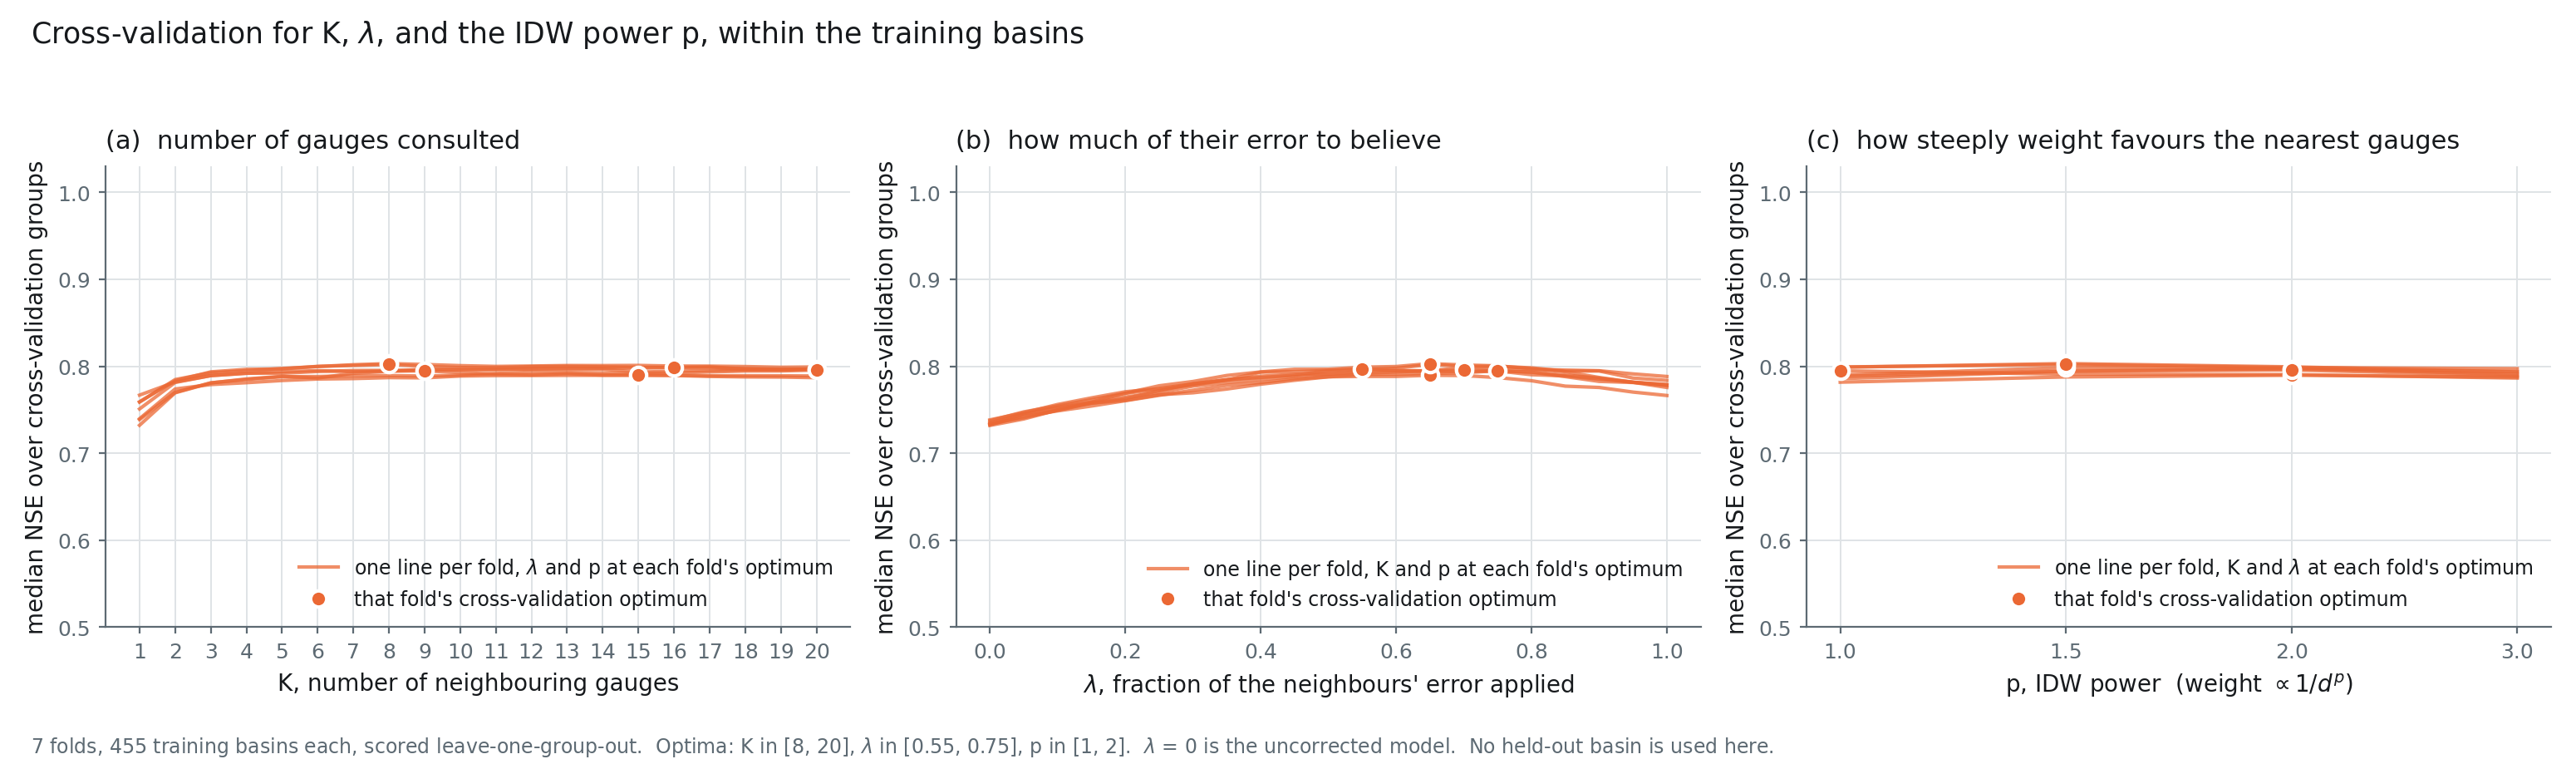 Cross-validation for K, λ, and the IDW power p, within the training basins
(a) number of gauges consulted
median NSE over cross-validation groups
1.0
0.9
0.8
0.7
0.6
0.5
one line per fold, λ and p at each fold's optimum
that fold's cross-validation optimum
1 2 3 4 5 6 7 8 9 10 11 12 13 14 15 16 17 18 19 20
K, number of neighbouring gauges
(b) how much of their error to believe
median NSE over cross-validation groups
1.0
0.9
0.8
0.7
0.6
0.5
one line per fold, K and p at each fold's optimum
that fold's cross-validation optimum
0.0 0.2 0.4 0.6 0.8 1.0
λ, fraction of the neighbours' error applied
(c) how steeply weight favours the nearest gauges
median NSE over cross-validation groups
1.0
0.9
0.8
0.7
0.6
0.5
one line per fold, K and λ at each fold's optimum
that fold's cross-validation optimum
1.0 1.5 2.0 3.0
p, IDW power (weight ∝ 1/d^p)
7 folds, 455 training basins each, scored leave-one-group-out. Optima: K in [8, 20], λ in [0.55, 0.75], p in [1, 2]. λ = 0 is the uncorrected model. No held-out basin is used here.